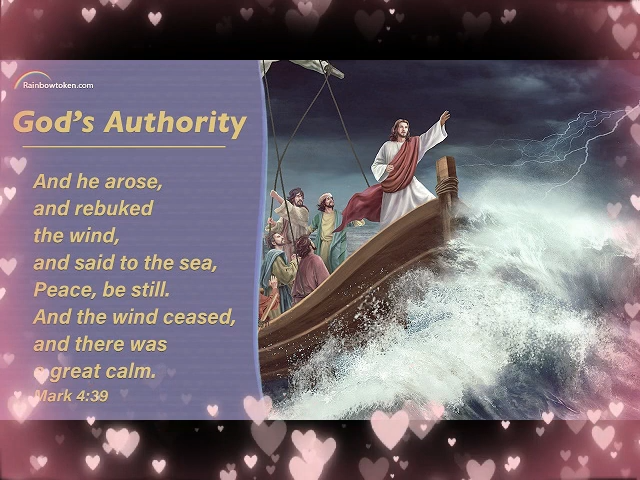 Rainbowtoken.com
God's Authority
And he arose,
and rebuked
the wind,
and said to the sea,
Peace, be still.
And the wind ceased,
and there was
a great calm.
Mark 4:39